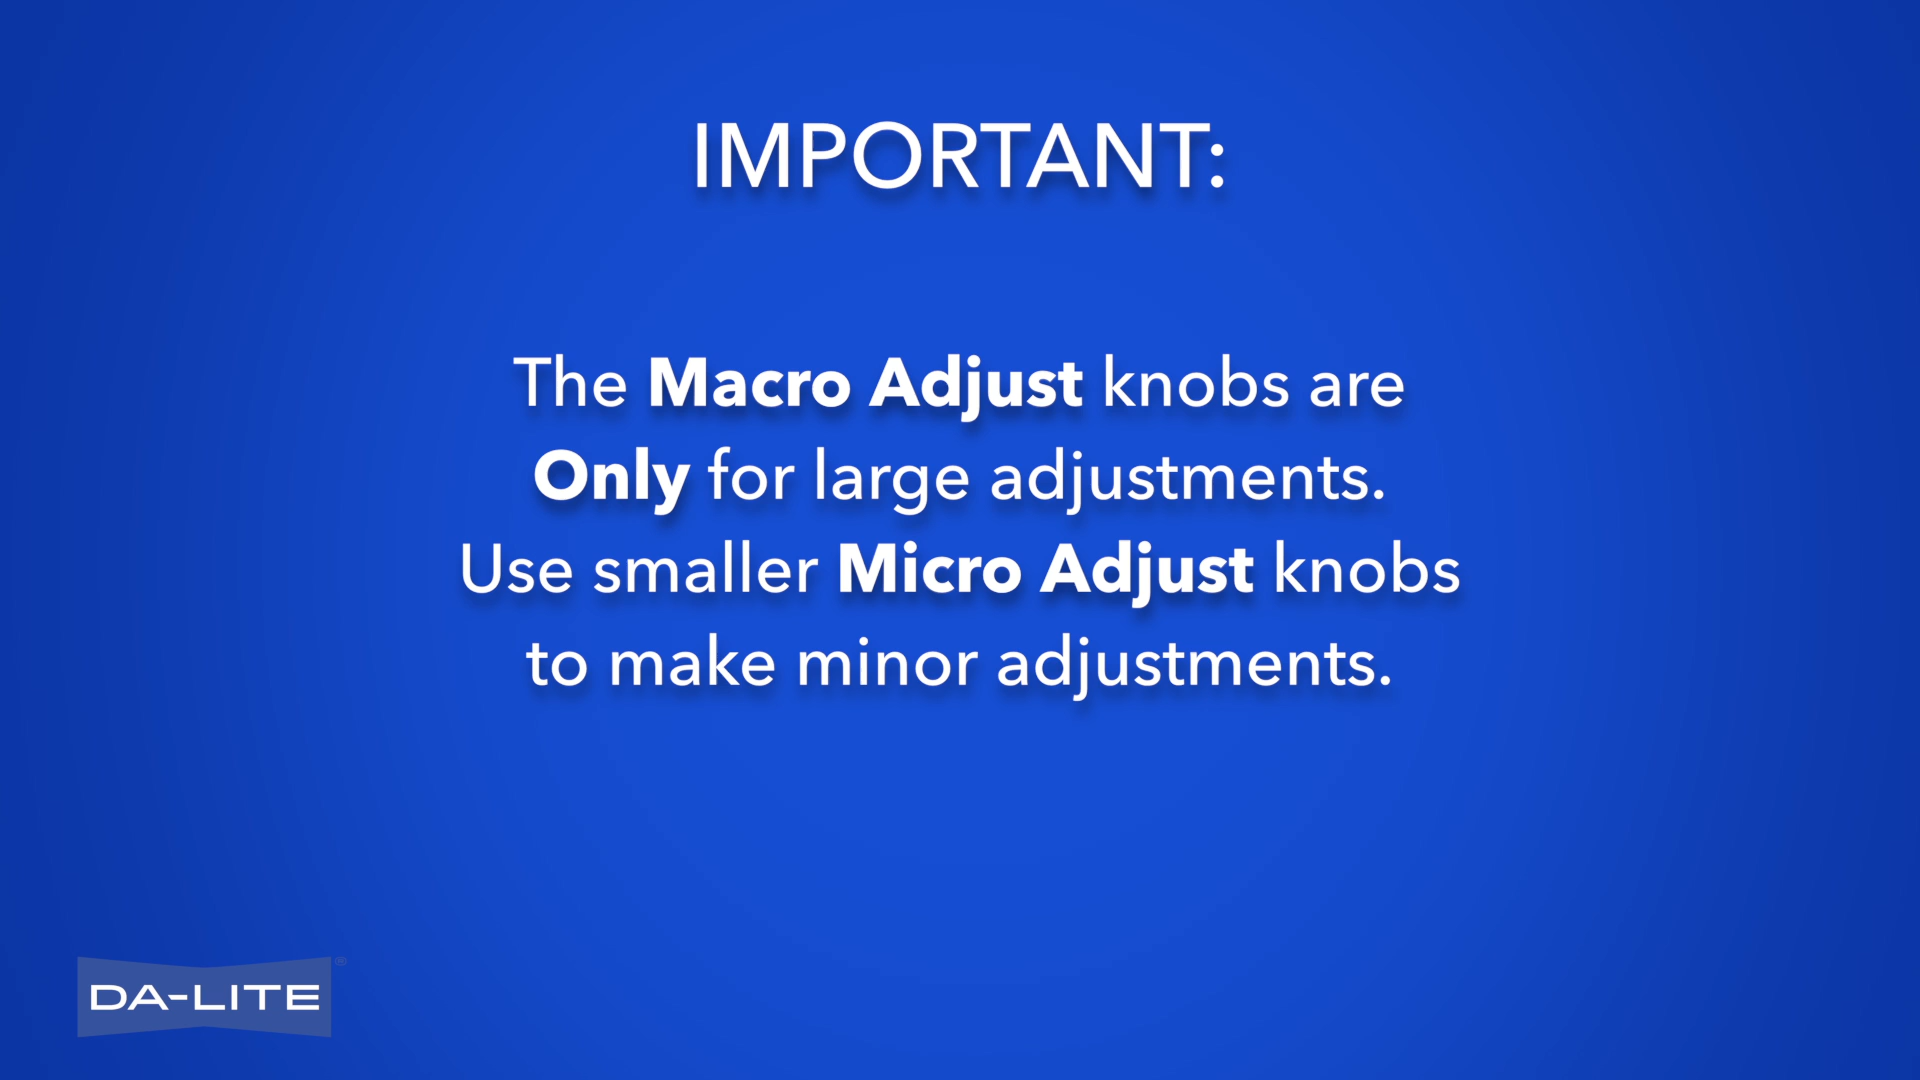 IMPORTANT:
The Macro Adjust knobs are
Only for large adjustments.
Use smaller Micro Adjust knobs
to make minor adjustments.
DA-LITE®